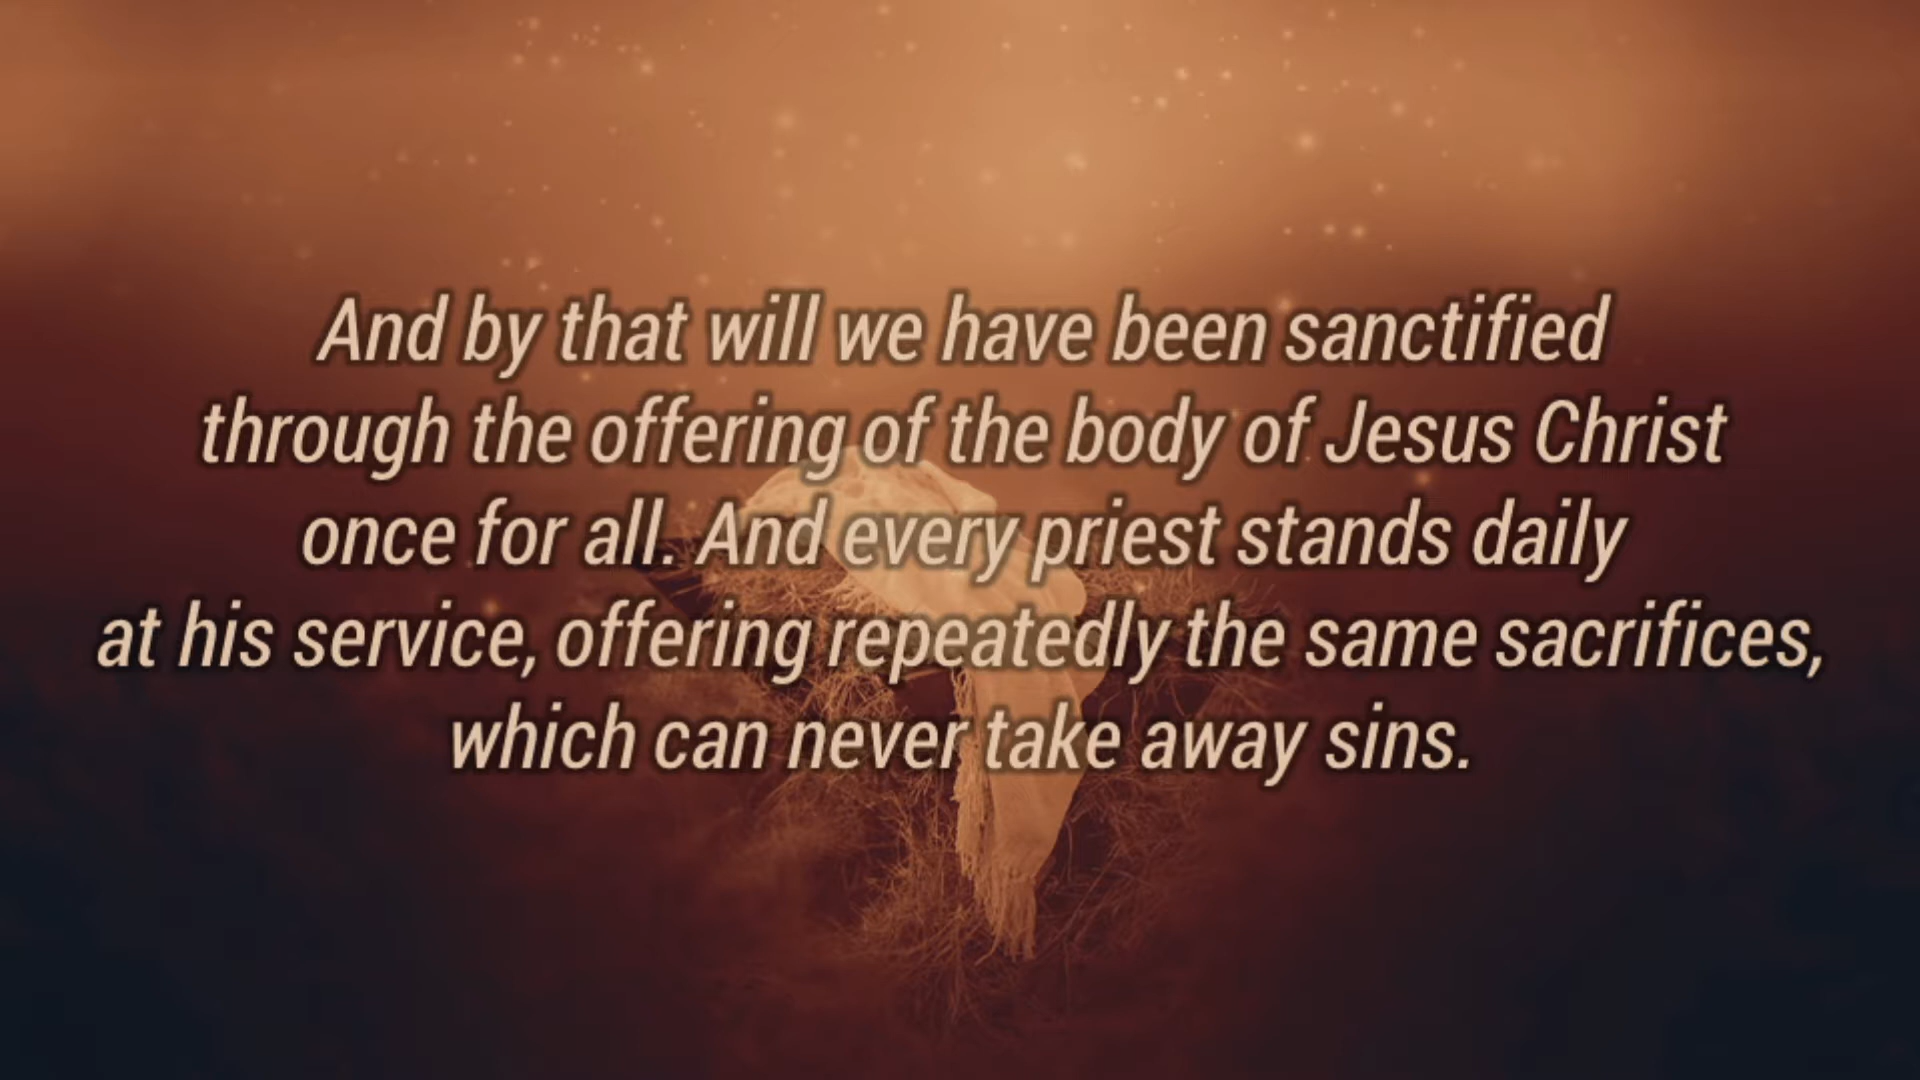 And by that will we have been sanctified
through the offering of the body of Jesus Christ
once for all. And every priest stands daily
at his service, offering repeatedly the same sacrifices,
which can never take away sins.